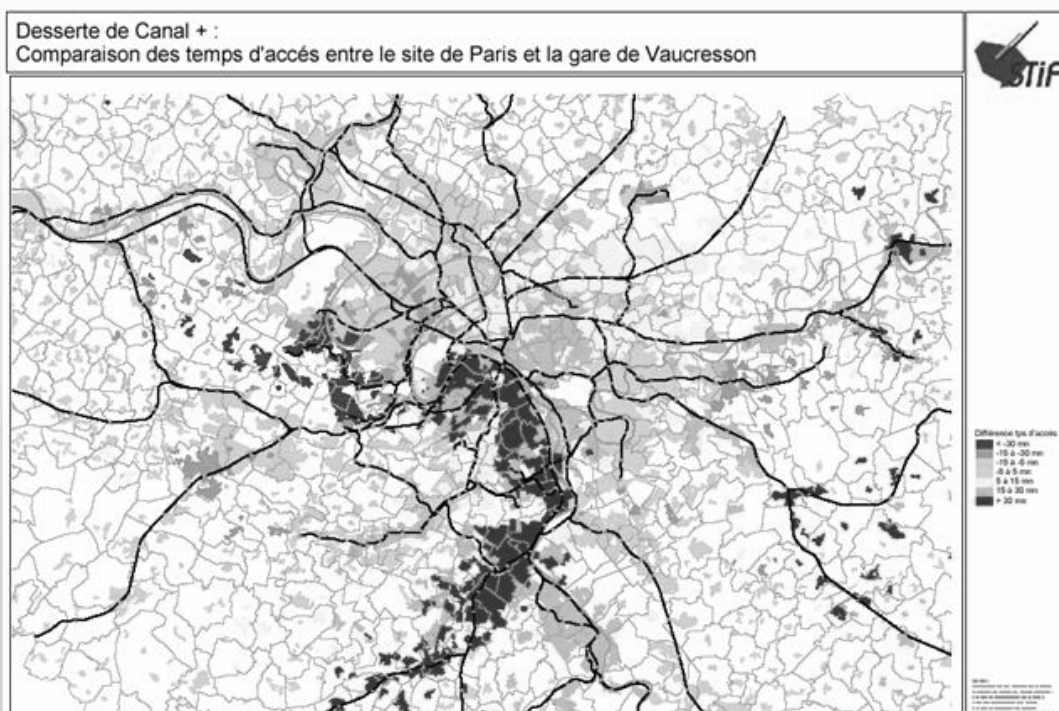 Desserte de Canal + :
Comparaison des temps d'accés entre le site de Paris et la gare de Vaucresson
STiF
Différence tps d'accés
< -30 mn
-15 à -30 mn
-15 à -5 mn
-5 à 5 mn
5 à 15 mn
15 à 30 mn
+ 30 mn